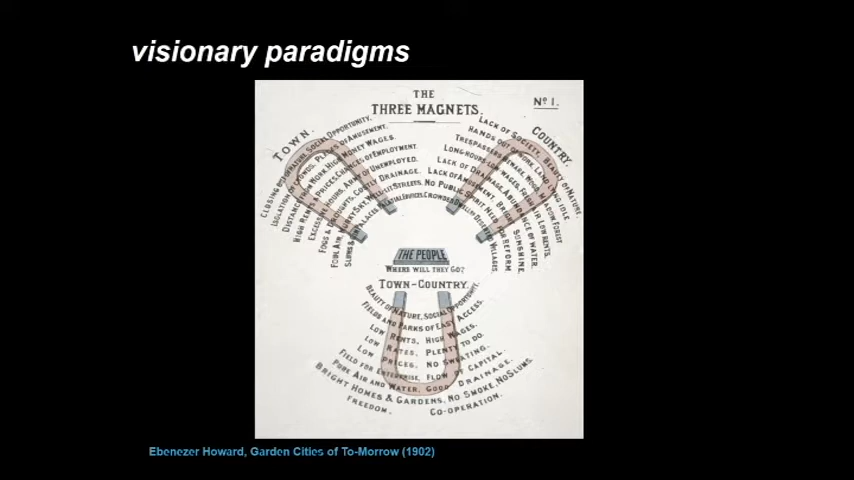 visionary paradigms
THE
THREE MAGNETS.
Nº 1.
TOWN.
CLOSING OUT OF NATURE. SOCIAL OPPORTUNITY.
ISOLATION OF CROWDS. PLACES OF AMUSEMENT.
DISTANCE FROM WORK. HIGH MONEY WAGES.
HIGH RENTS & PRICES. CHANCES OF EMPLOYMENT.
EXCESSIVE HOURS. ARMY OF UNEMPLOYED.
FOGS & DROUGHTS. COSTLY DRAINAGE.
FOUL AIR. MURKY SKY. WELL-LIT STREETS.
SLUMS & GIN PALACES. PALATIAL EDIFICES.
COUNTRY.
LACK OF SOCIETY. BEAUTY OF NATURE.
HANDS OUT OF WORK. LAND LYING IDLE.
TRESPASSERS BEWARE. WOOD, MEADOW, FOREST
LONG HOURS-LOW WAGES. FRESH AIR. LOW RENTS.
LACK OF DRAINAGE. ABUNDANCE OF WATER.
LACK OF AMUSEMENT. BRIGHT SUNSHINE.
NO PUBLIC SPIRIT. NEED FOR REFORM.
CROWDED DWELLINGS. DESERTED VILLAGES.
THE PEOPLE
WHERE WILL THEY GO?
TOWN-COUNTRY.
BEAUTY OF NATURE. SOCIAL OPPORTUNITY.
FIELDS AND PARKS OF EASY ACCESS.
LOW RENTS, HIGH WAGES.
LOW RATES, PLENTY TO DO.
LOW PRICES, NO SWEATING.
FIELD FOR ENTERPRISE, FLOW OF CAPITAL.
PURE AIR AND WATER, GOOD DRAINAGE.
BRIGHT HOMES & GARDENS, NO SMOKE, NO SLUMS.
FREEDOM. CO-OPERATION.
Ebenezer Howard, Garden Cities of To-Morrow (1902)